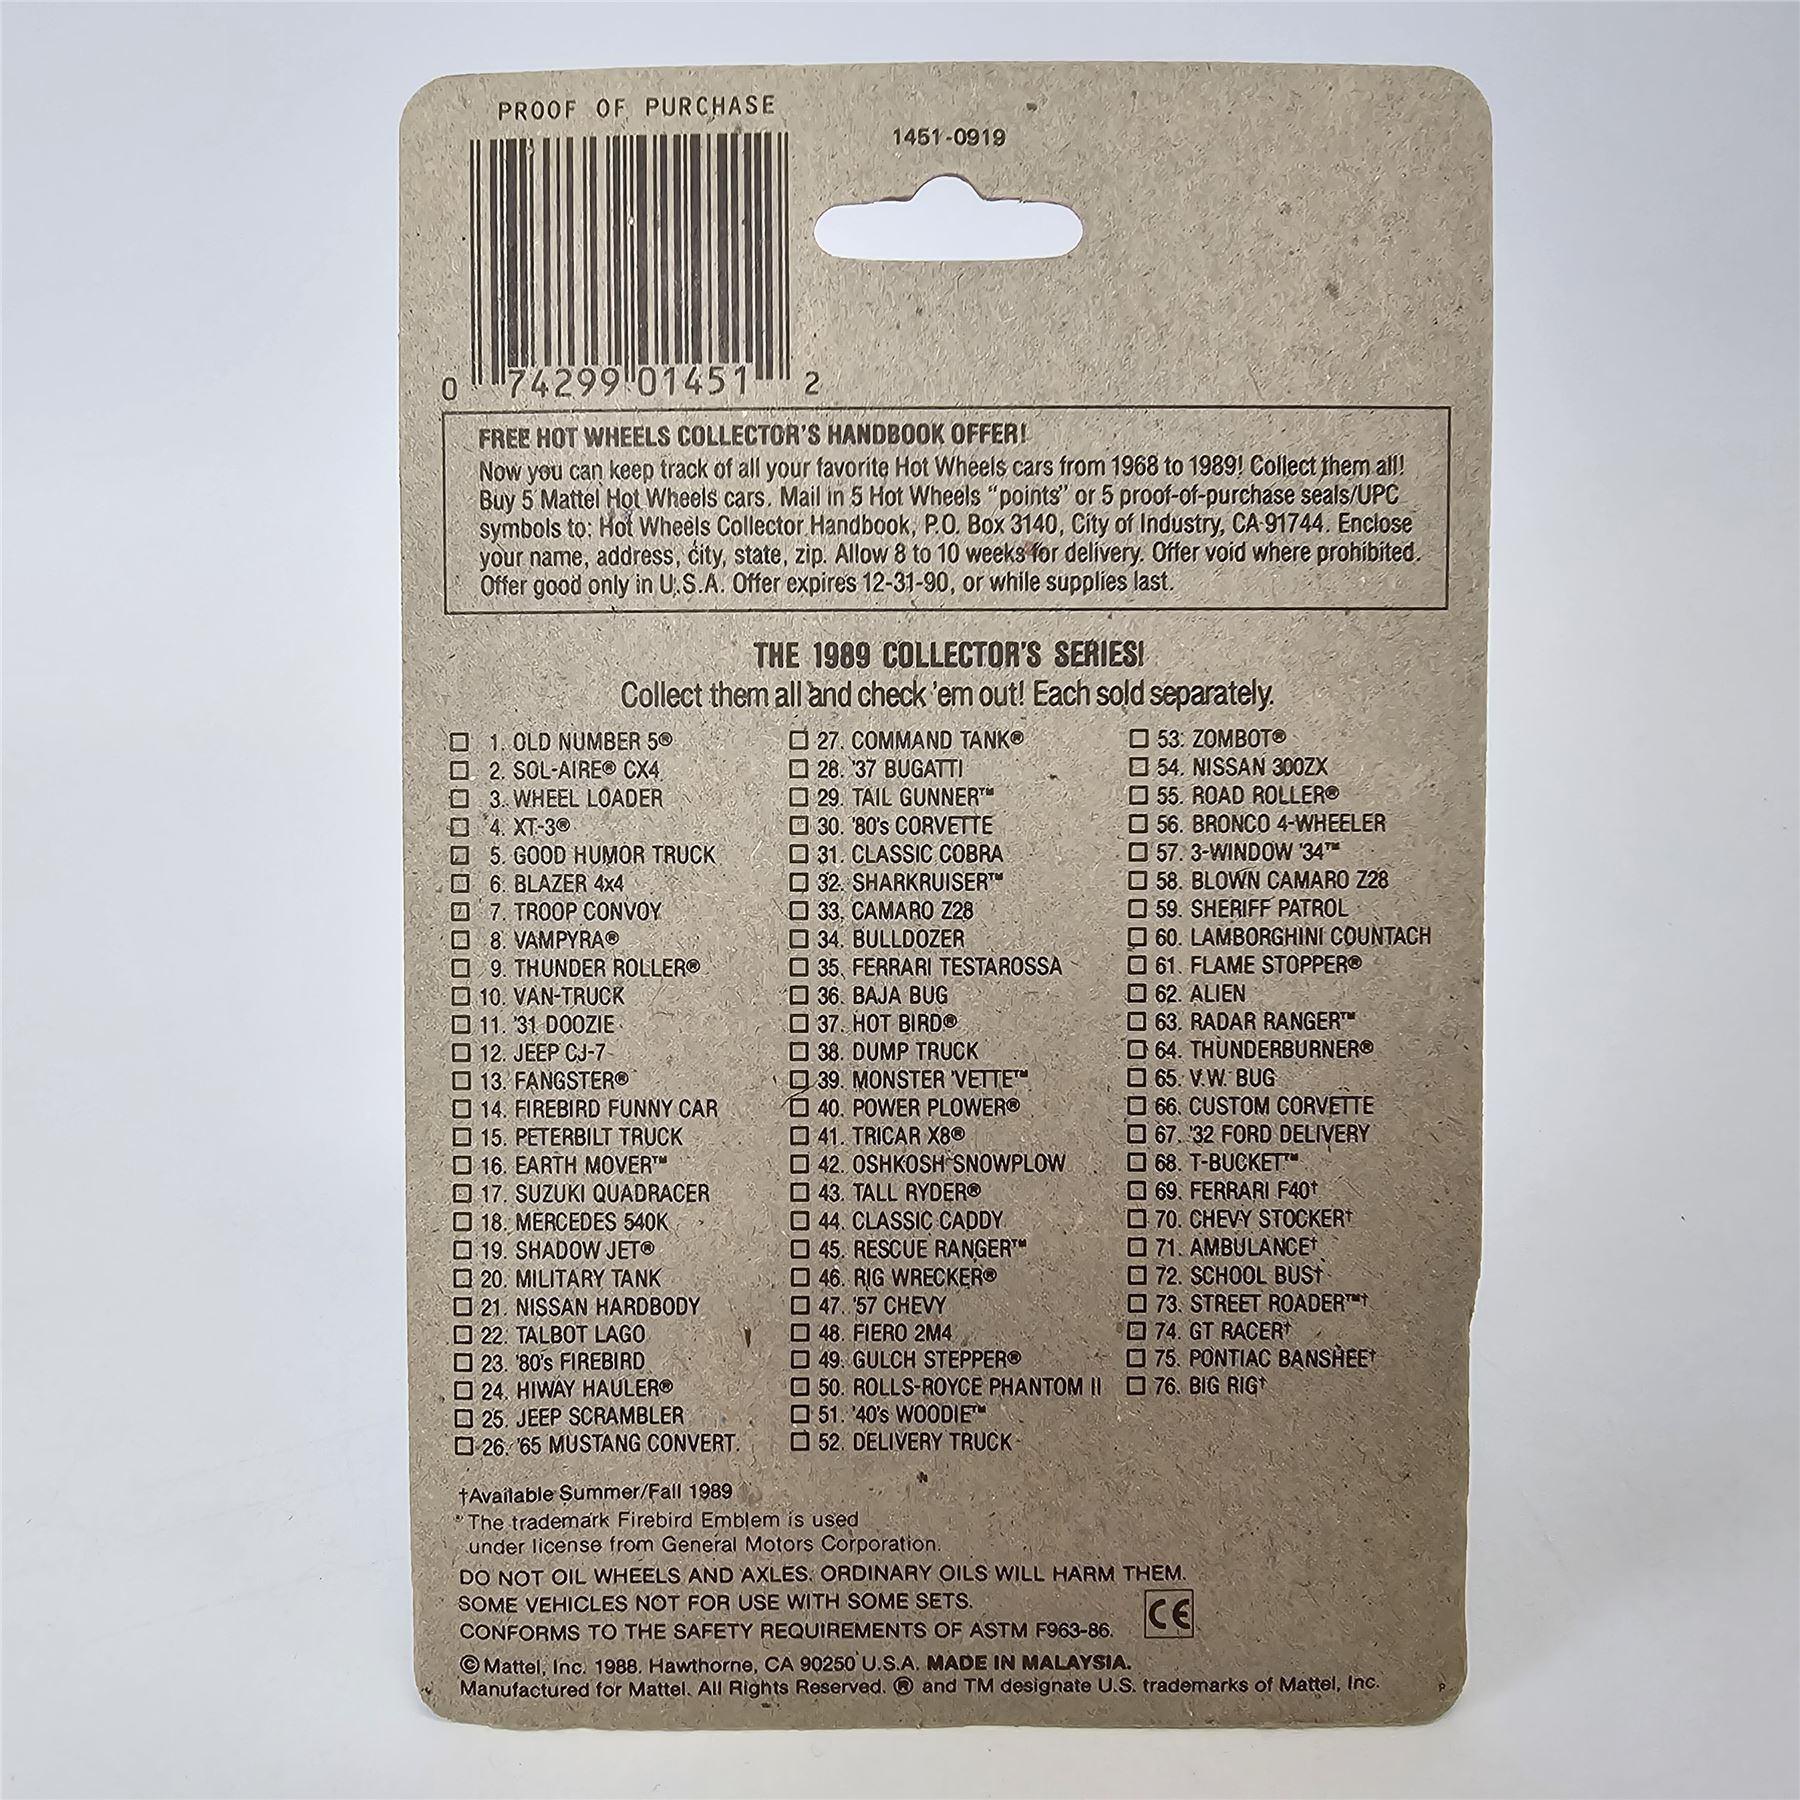 PROOF OF PURCHASE
1451-0919
0 74299 01451 2
FREE HOT WHEELS COLLECTOR'S HANDBOOK OFFER!
Now you can keep track of all your favorite Hot Wheels cars from 1968 to 1989! Collect them all!
Buy 5 Mattel Hot Wheels cars. Mail in 5 Hot Wheels "points" or 5 proof-of-purchase seals/UPC
symbols to: Hot Wheels Collector Handbook, P.O. Box 3140, City of Industry, CA 91744. Enclose
your name, address, city, state, zip. Allow 8 to 10 weeks for delivery. Offer void where prohibited.
Offer good only in U.S.A. Offer expires 12-31-90, or while supplies last.
THE 1989 COLLECTOR'S SERIES!
Collect them all and check 'em out! Each sold separately.
1. OLD NUMBER 5®
2. SOL-AIRE® CX4
3. WHEEL LOADER
4. XT-3®
5. GOOD HUMOR TRUCK
6. BLAZER 4x4
7. TROOP CONVOY
8. VAMPYRA®
9. THUNDER ROLLER®
10. VAN-TRUCK
11. '31 DOOZIE
12. JEEP CJ-7
13. FANGSTER®
14. FIREBIRD FUNNY CAR
15. PETERBILT TRUCK
16. EARTH MOVER™
17. SUZUKI QUADRACER
18. MERCEDES 540K
19. SHADOW JET®
20. MILITARY TANK
21. NISSAN HARDBODY
22. TALBOT LAGO
23. '80's FIREBIRD
24. HIWAY HAULER®
25. JEEP SCRAMBLER
26. '65 MUSTANG CONVERT.
27. COMMAND TANK®
28. '37 BUGATTI
29. TAIL GUNNER™
30. '80's CORVETTE
31. CLASSIC COBRA
32. SHARKRUISER™
33. CAMARO Z28
34. BULLDOZER
35. FERRARI TESTAROSSA
36. BAJA BUG
37. HOT BIRD®
38. DUMP TRUCK
39. MONSTER 'VETTE™
40. POWER PLOWER®
41. TRICAR X8®
42. OSHKOSH SNOWPLOW
43. TALL RYDER®
44. CLASSIC CADDY
45. RESCUE RANGER™
46. RIG WRECKER®
47. '57 CHEVY
48. FIERO 2M4
49. GULCH STEPPER®
50. ROLLS-ROYCE PHANTOM II
51. '40's WOODIE™
52. DELIVERY TRUCK
53. ZOMBOT®
54. NISSAN 300ZX
55. ROAD ROLLER®
56. BRONCO 4-WHEELER
57. 3-WINDOW '34™
58. BLOWN CAMARO Z28
59. SHERIFF PATROL
60. LAMBORGHINI COUNTACH
61. FLAME STOPPER®
62. ALIEN
63. RADAR RANGER™
64. THUNDERBURNER®
65. V.W. BUG
66. CUSTOM CORVETTE
67. '32 FORD DELIVERY
68. T-BUCKET™
69. FERRARI F40†
70. CHEVY STOCKER†
71. AMBULANCE†
72. SCHOOL BUS†
73. STREET ROADER™†
74. GT RACER†
75. PONTIAC BANSHEE†
76. BIG RIG†
†Available Summer/Fall 1989
* The trademark Firebird Emblem is used
under license from General Motors Corporation.
DO NOT OIL WHEELS AND AXLES. ORDINARY OILS WILL HARM THEM.
SOME VEHICLES NOT FOR USE WITH SOME SETS.
CONFORMS TO THE SAFETY REQUIREMENTS OF ASTM F963-86.
CE
© Mattel, Inc. 1988. Hawthorne, CA 90250 U.S.A. MADE IN MALAYSIA.
Manufactured for Mattel. All Rights Reserved. ® and TM designate U.S. trademarks of Mattel, Inc.
P